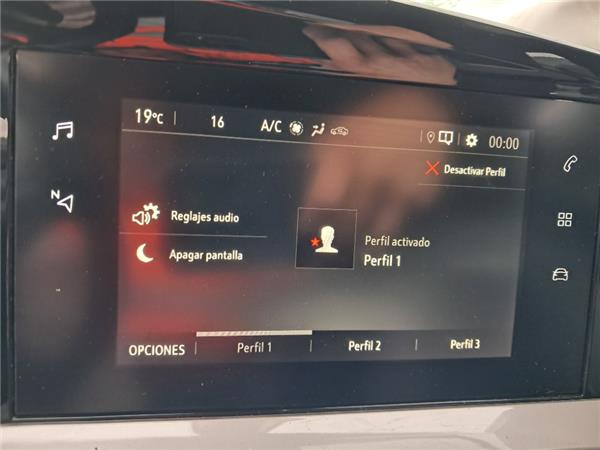 19°C 16 A/C 00:00
Desactivar Perfil
N
Reglajes audio
Perfil activado
Apagar pantalla
Perfil 1
OPCIONES Perfil 1 Perfil 2 Perfil 3